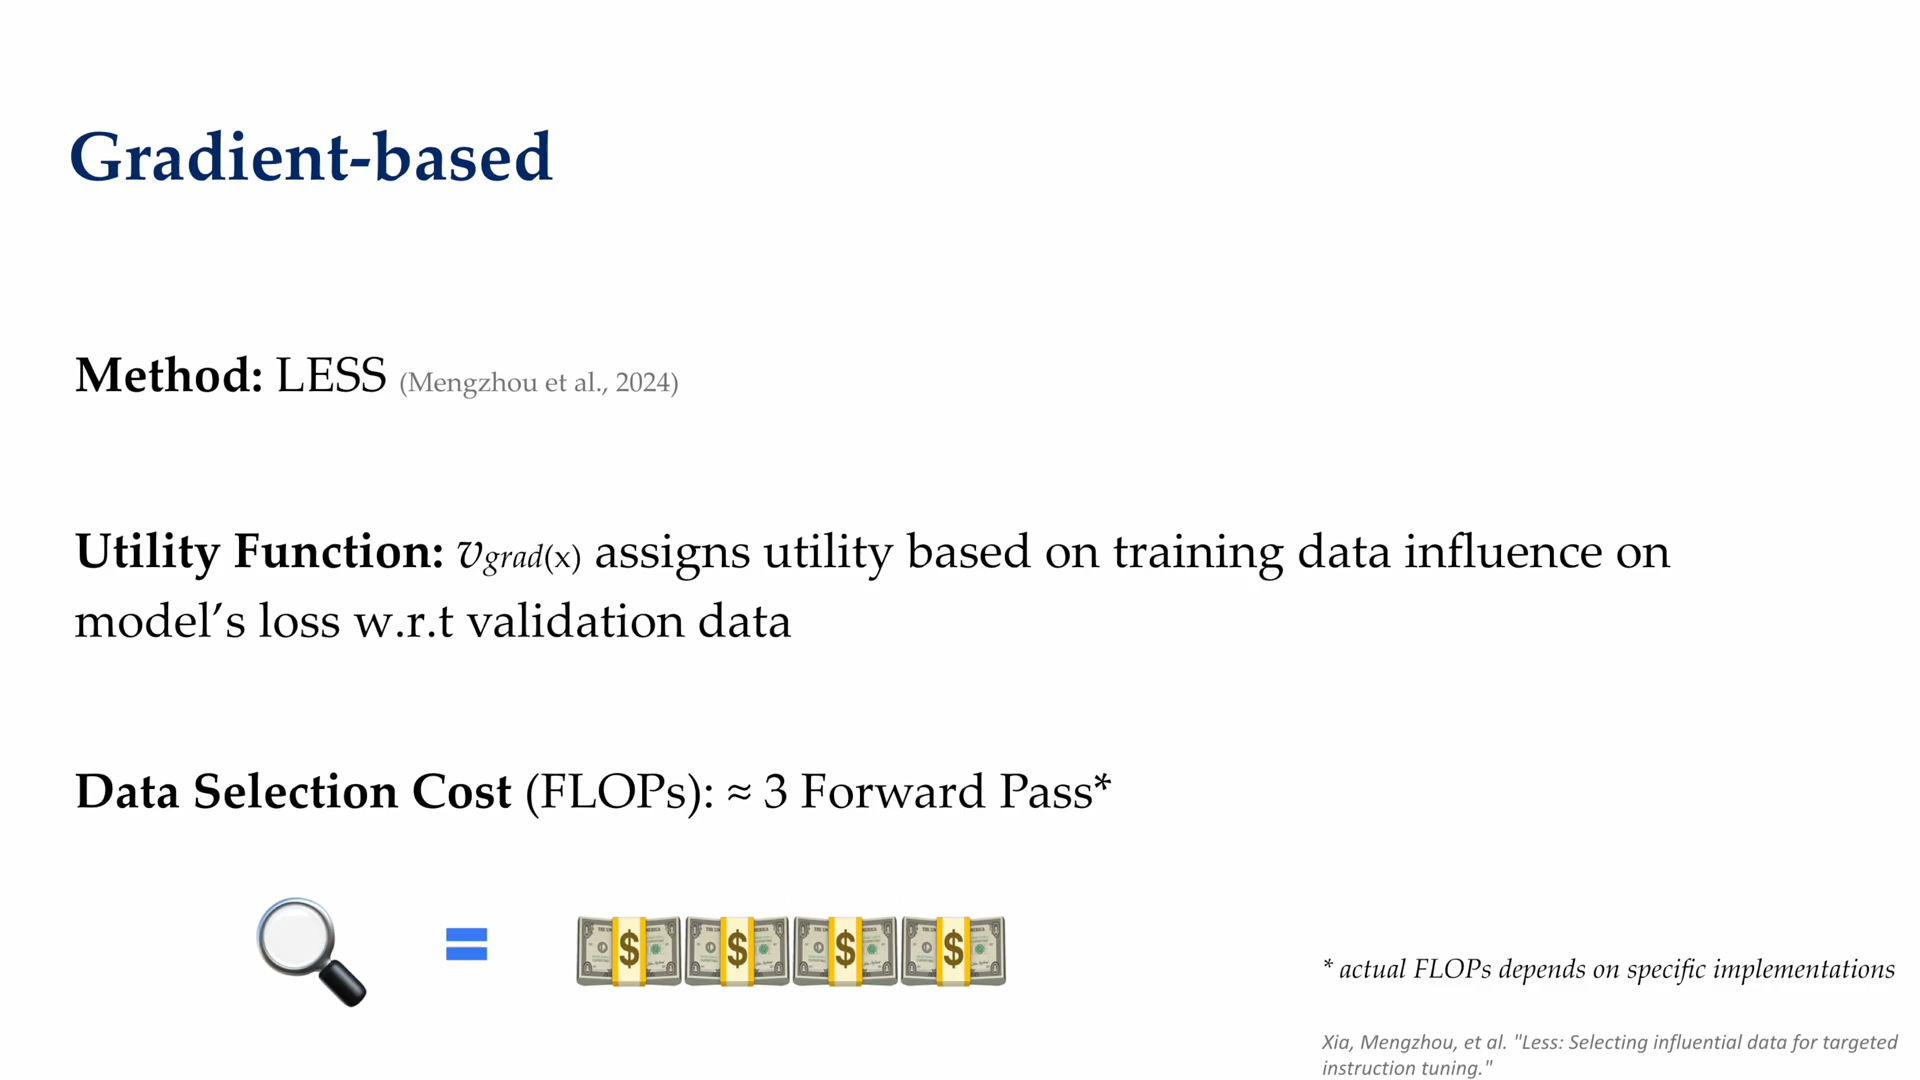 Gradient-based
Method: LESS (Mengzhou et al., 2024)
Utility Function: vgrad(x) assigns utility based on training data influence on
model’s loss w.r.t validation data
Data Selection Cost (FLOPs): ≈ 3 Forward Pass*
* actual FLOPs depends on specific implementations
Xia, Mengzhou, et al. "Less: Selecting influential data for targeted
instruction tuning."